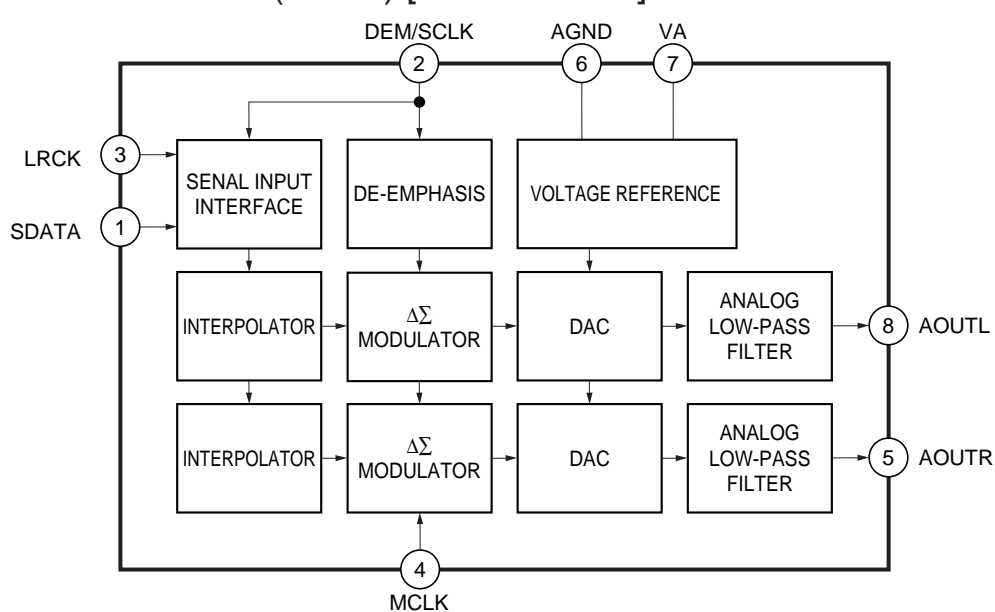 DEM/SCLK AGND VA
2 6 7
LRCK 3
SENAL INPUT
INTERFACE
DE-EMPHASIS
VOLTAGE REFERENCE
SDATA 1
INTERPOLATOR
ΔΣ
MODULATOR
DAC
ANALOG
LOW-PASS
FILTER
8 AOUTL
INTERPOLATOR
ΔΣ
MODULATOR
DAC
ANALOG
LOW-PASS
FILTER
5 AOUTR
4
MCLK